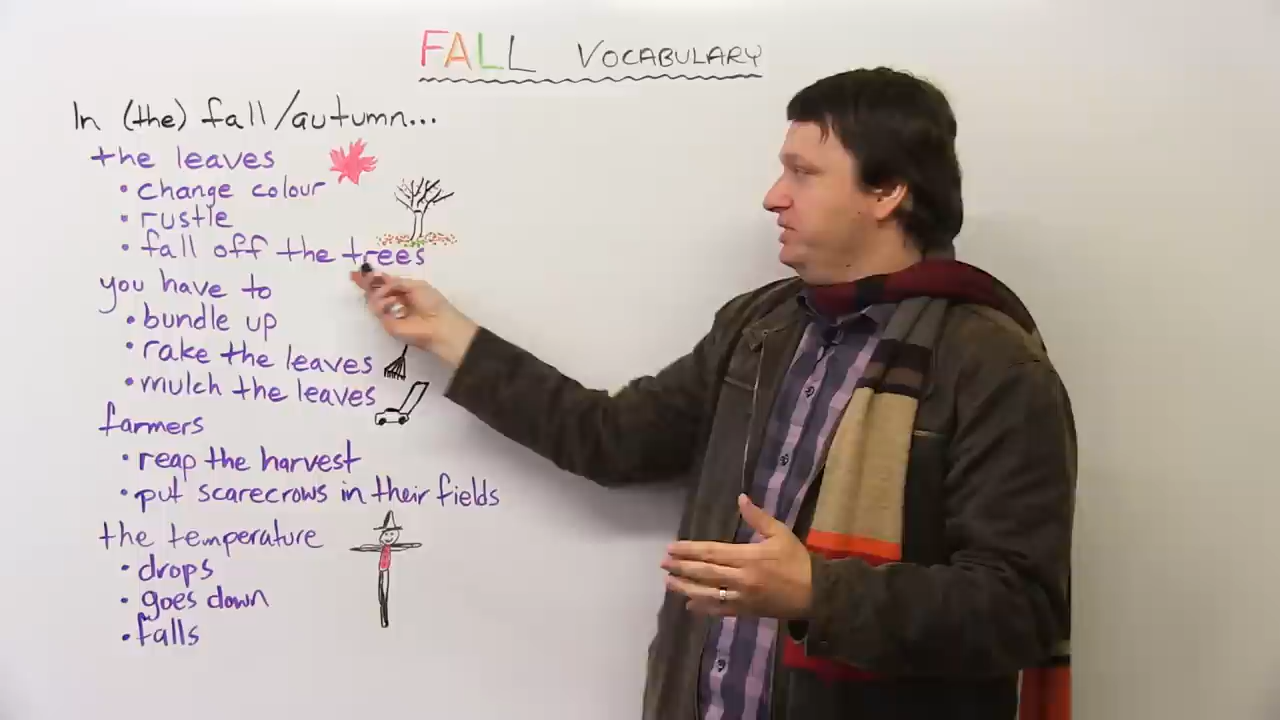 FALL VOCABULARY
In (the) fall/autumn...
the leaves
• change colour
• rustle
• fall off the trees
you have to
• bundle up
• rake the leaves
• mulch the leaves
farmers
• reap the harvest
• put scarecrows in their fields
the temperature
• drops
• goes down
• falls